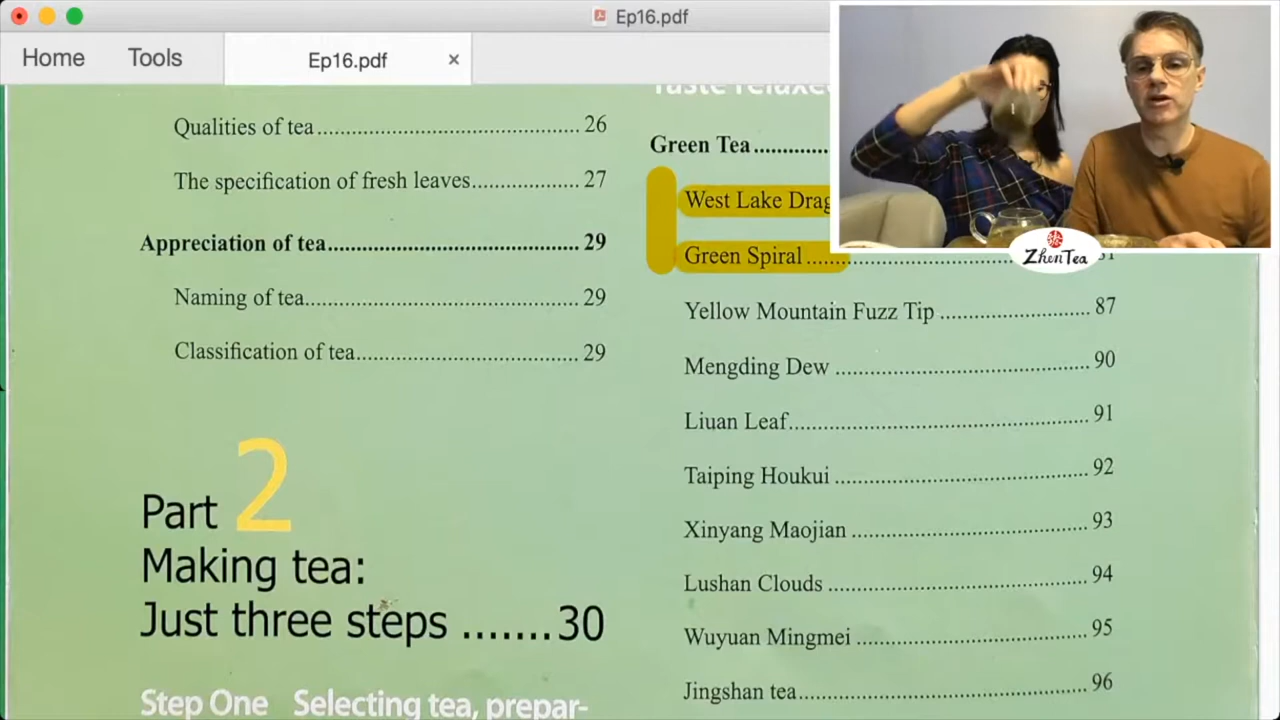 Ep16.pdf
Home
Tools
Ep16.pdf
×
Qualities of tea........................................................26
The specification of fresh leaves.........................27
Appreciation of tea...............................................29
Naming of tea..........................................................29
Classification of tea................................................29
Part 2
Making tea:
Just three steps .......30
Step One Selecting tea, prepar-
Taste relaxed
Green Tea.............
West Lake Drag
Green Spiral ..............................................
Yellow Mountain Fuzz Tip ..........................87
Mengding Dew ............................................90
Liuan Leaf....................................................91
Taiping Houkui ............................................92
Xinyang Maojian .........................................93
Lushan Clouds .............................................94
Wuyuan Mingmei ........................................95
Jingshan tea..................................................96
ZhenTea